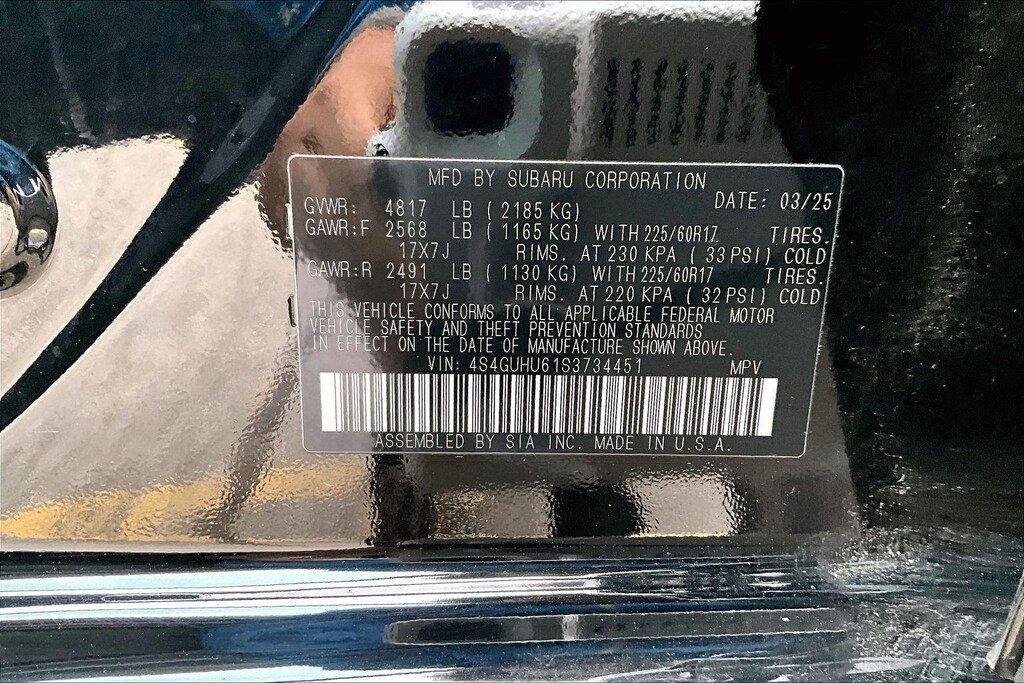 MFD BY SUBARU CORPORATION
DATE: 03/25
GVWR: 4817 LB ( 2185 KG)
GAWR:F 2568 LB ( 1165 KG) WITH 225/60R17 TIRES.
17X7J RIMS. AT 230 KPA ( 33 PSI) COLD
GAWR:R 2491 LB ( 1130 KG) WITH 225/60R17 TIRES.
17X7J RIMS. AT 220 KPA ( 32 PSI) COLD
THIS VEHICLE CONFORMS TO ALL APPLICABLE FEDERAL MOTOR
VEHICLE SAFETY AND THEFT PREVENTION STANDARDS
IN EFFECT ON THE DATE OF MANUFACTURE SHOWN ABOVE.
VIN: 4S4GUHU61S3734451 MPV
ASSEMBLED BY SIA INC. MADE IN U.S.A.